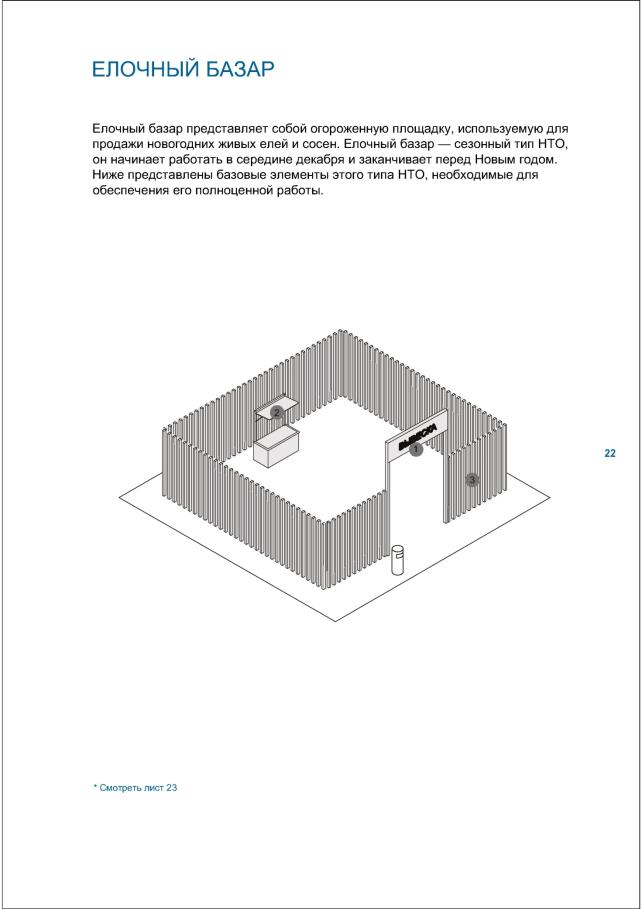 ЕЛОЧНЫЙ БАЗАР
Елочный базар представляет собой огороженную площадку, используемую для
продажи новогодних живых елей и сосен. Елочный базар — сезонный тип НТО,
он начинает работать в середине декабря и заканчивает перед Новым годом.
Ниже представлены базовые элементы этого типа НТО, необходимые для
обеспечения его полноценной работы.
2
ВЫВЕСКА
1
22
3
* Смотреть лист 23